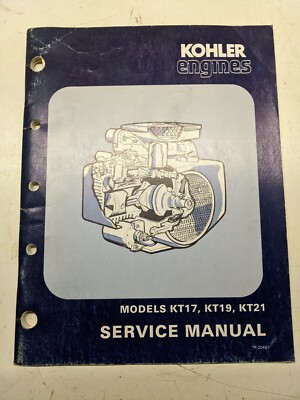 KOHLER
engines
MODELS KT17, KT19, KT21
SERVICE MANUAL